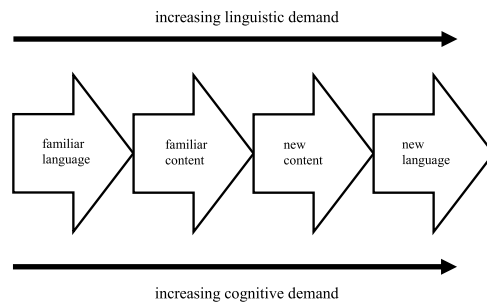 increasing linguistic demand
familiar
language
familiar
content
new
content
new
language
increasing cognitive demand